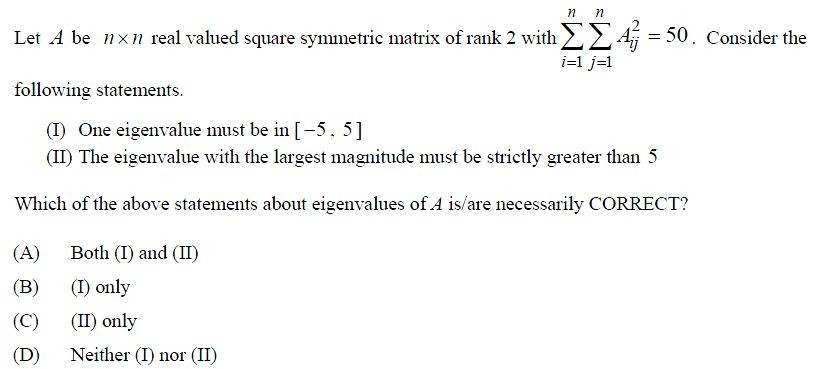 Let A be n×n real valued square symmetric matrix of rank 2 with ∑_{i=1}^{n} ∑_{j=1}^{n} A_{ij}^2 = 50. Consider the
following statements.
(I) One eigenvalue must be in [−5, 5]
(II) The eigenvalue with the largest magnitude must be strictly greater than 5
Which of the above statements about eigenvalues of A is/are necessarily CORRECT?
(A) Both (I) and (II)
(B) (I) only
(C) (II) only
(D) Neither (I) nor (II)